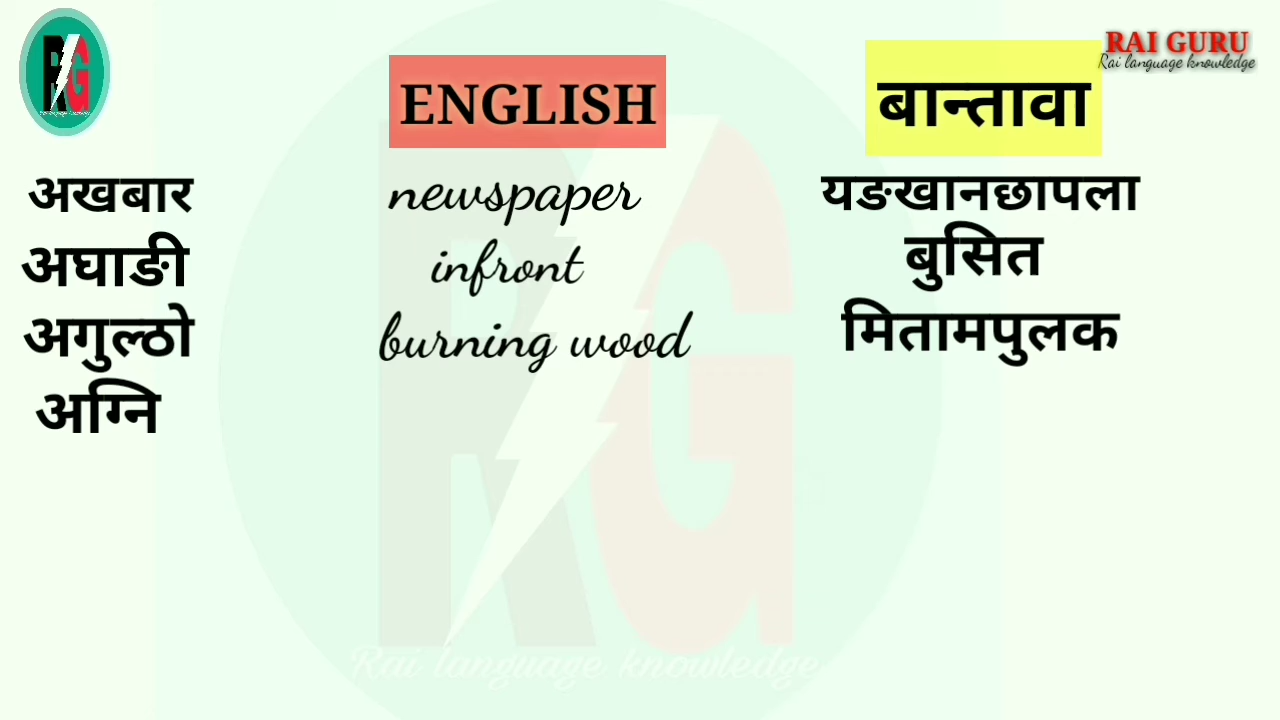 RAI GURU
Rai language knowledge
ENGLISH
बान्तावा
अखबार newspaper यङखानछापला
अघाङी infront बुसित
अगुल्ठो burning wood मितामपुलक
अग्नि
RG
Rai language knowledge